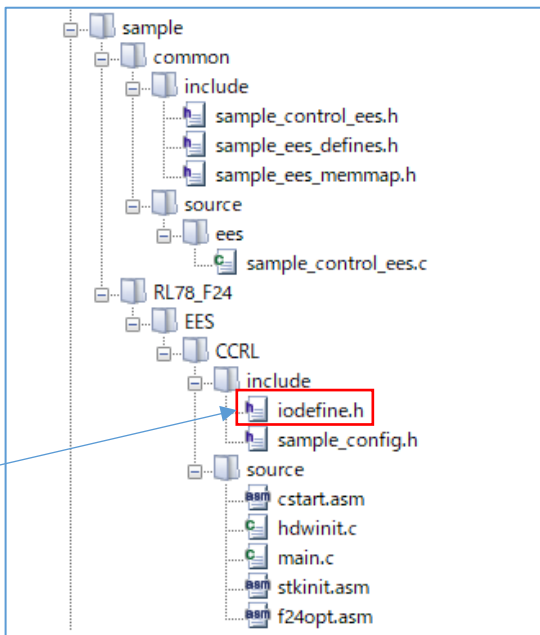 sample
common
include
sample_control_ees.h
sample_ees_defines.h
sample_ees_memmap.h
source
ees
sample_control_ees.c
RL78_F24
EES
CCRL
include
iodefine.h
sample_config.h
source
cstart.asm
hdwinit.c
main.c
stkinit.asm
f24opt.asm